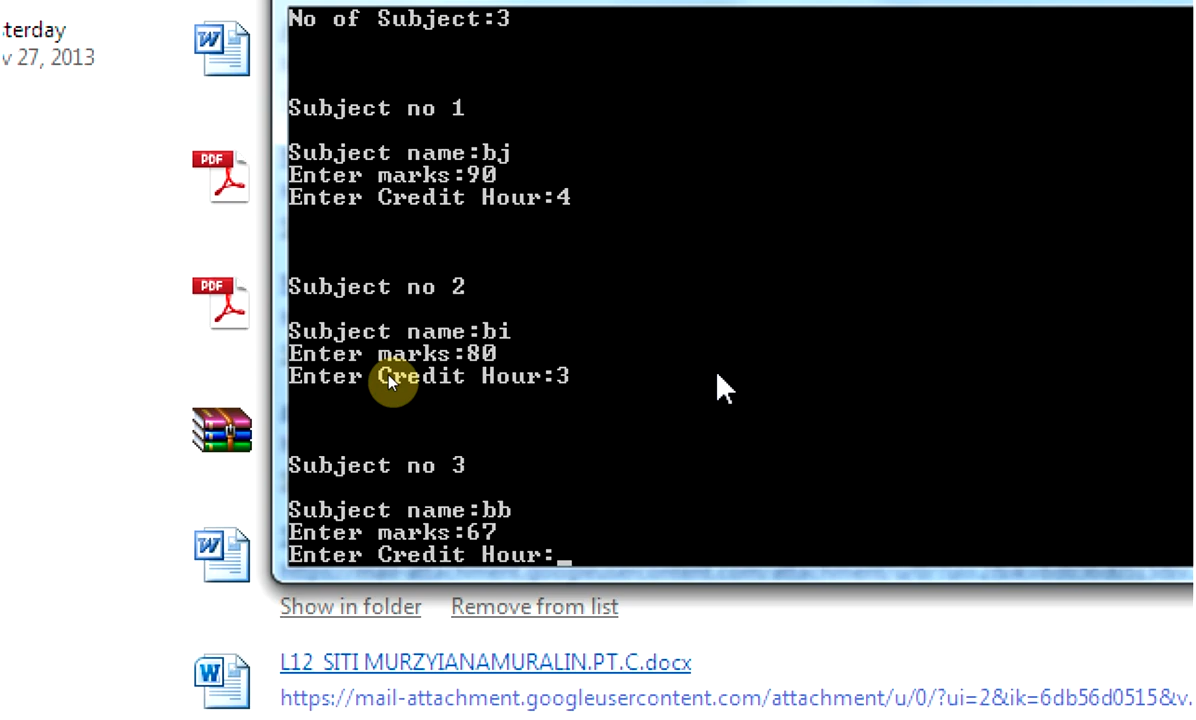 sterday
v 27, 2013
No of Subject:3
Subject no 1
Subject name:bj
Enter marks:90
Enter Credit Hour:4
Subject no 2
Subject name:bi
Enter marks:80
Enter Credit Hour:3
Subject no 3
Subject name:bb
Enter marks:67
Enter Credit Hour:_
Show in folder Remove from list
L12_SITI MURZYIANAMURALIN.PT.C.docx
https://mail-attachment.googleusercontent.com/attachment/u/0/?ui=2&ik=6db56d0515&v.
PDF
PDF